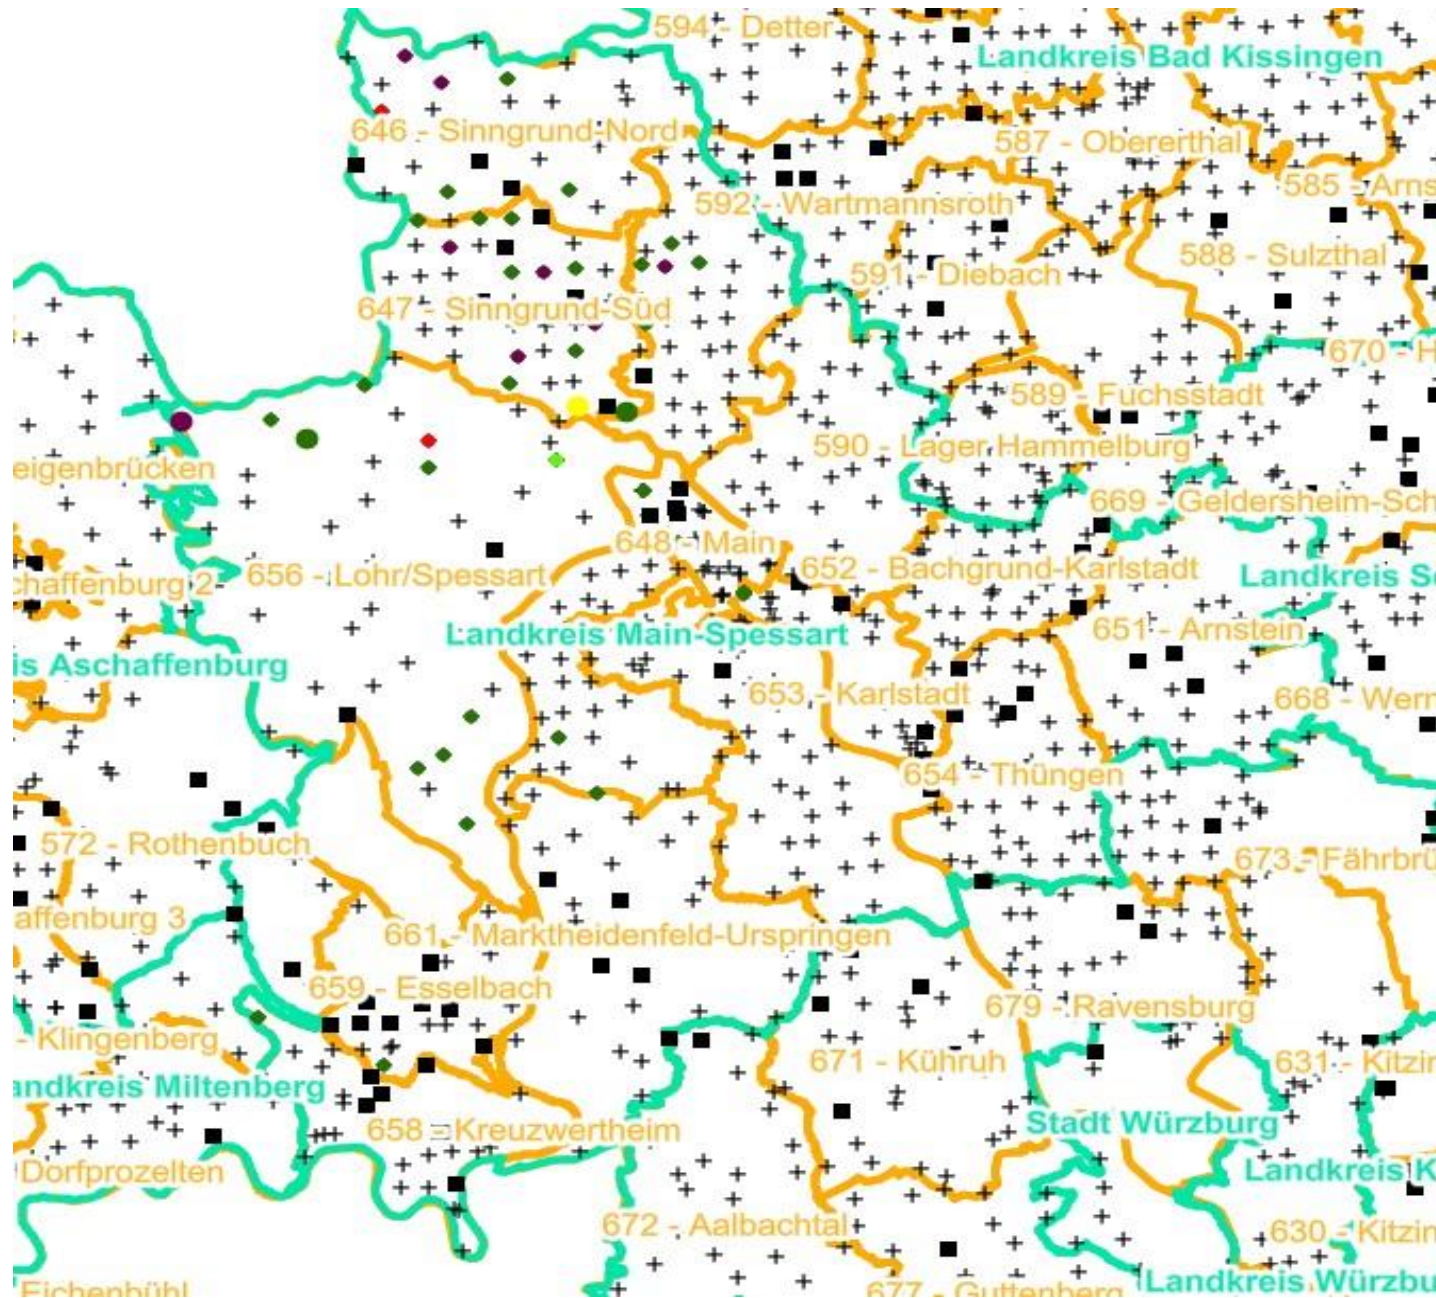 594 - Detter
Landkreis Bad Kissingen
646 - Sinngrund-Nord
587 - Obererthal
585 - Arns
592 - Wartmannsroth
588 - Sulzthal
591 - Diebach
647 - Sinngrund-Süd
670 - H
589 - Fuchsstadt
590 - Lager Hammelburg
eigenbrücken
669 - Geldersheim-Sch
648 - Main
652 - Bachgrund-Karlstadt
656 - Lohr/Spessart
chaffenburg 2
Landkreis Sc
651 - Arnstein
Landkreis Main-Spessart
is Aschaffenburg
653 - Karlstadt
668 - Wern
654 - Thüngen
572 - Rothenbuch
673 - Fährbrü
affenburg 3
661 - Marktheidenfeld-Urspringen
659 - Esselbach
679 - Ravensburg
- Klingenberg
671 - Kühruh
631 - Kitzin
andkreis Miltenberg
Stadt Würzburg
658 - Kreuzwertheim
Dorfprozelten
Landkreis K
672 - Aalbachtal
630 - Kitzin
Landkreis Würzbu
Eichenbühl
677 - Guttenberg